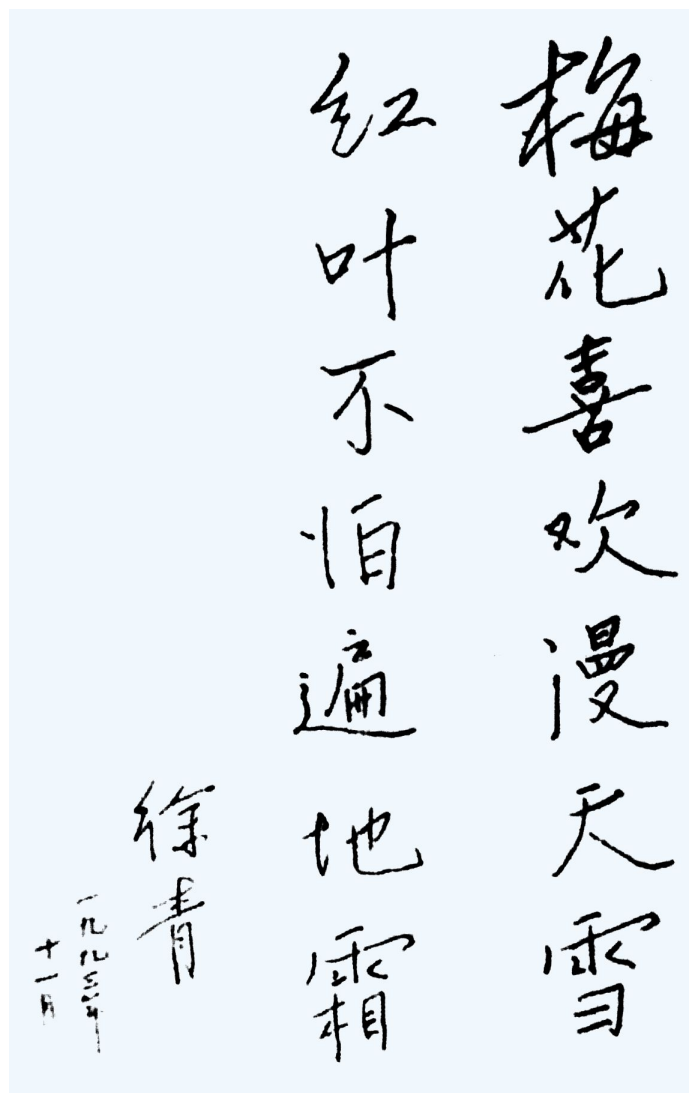 梅花喜欢漫天雪
红叶不怕遍地霜
徐青
一九九三年
十一月